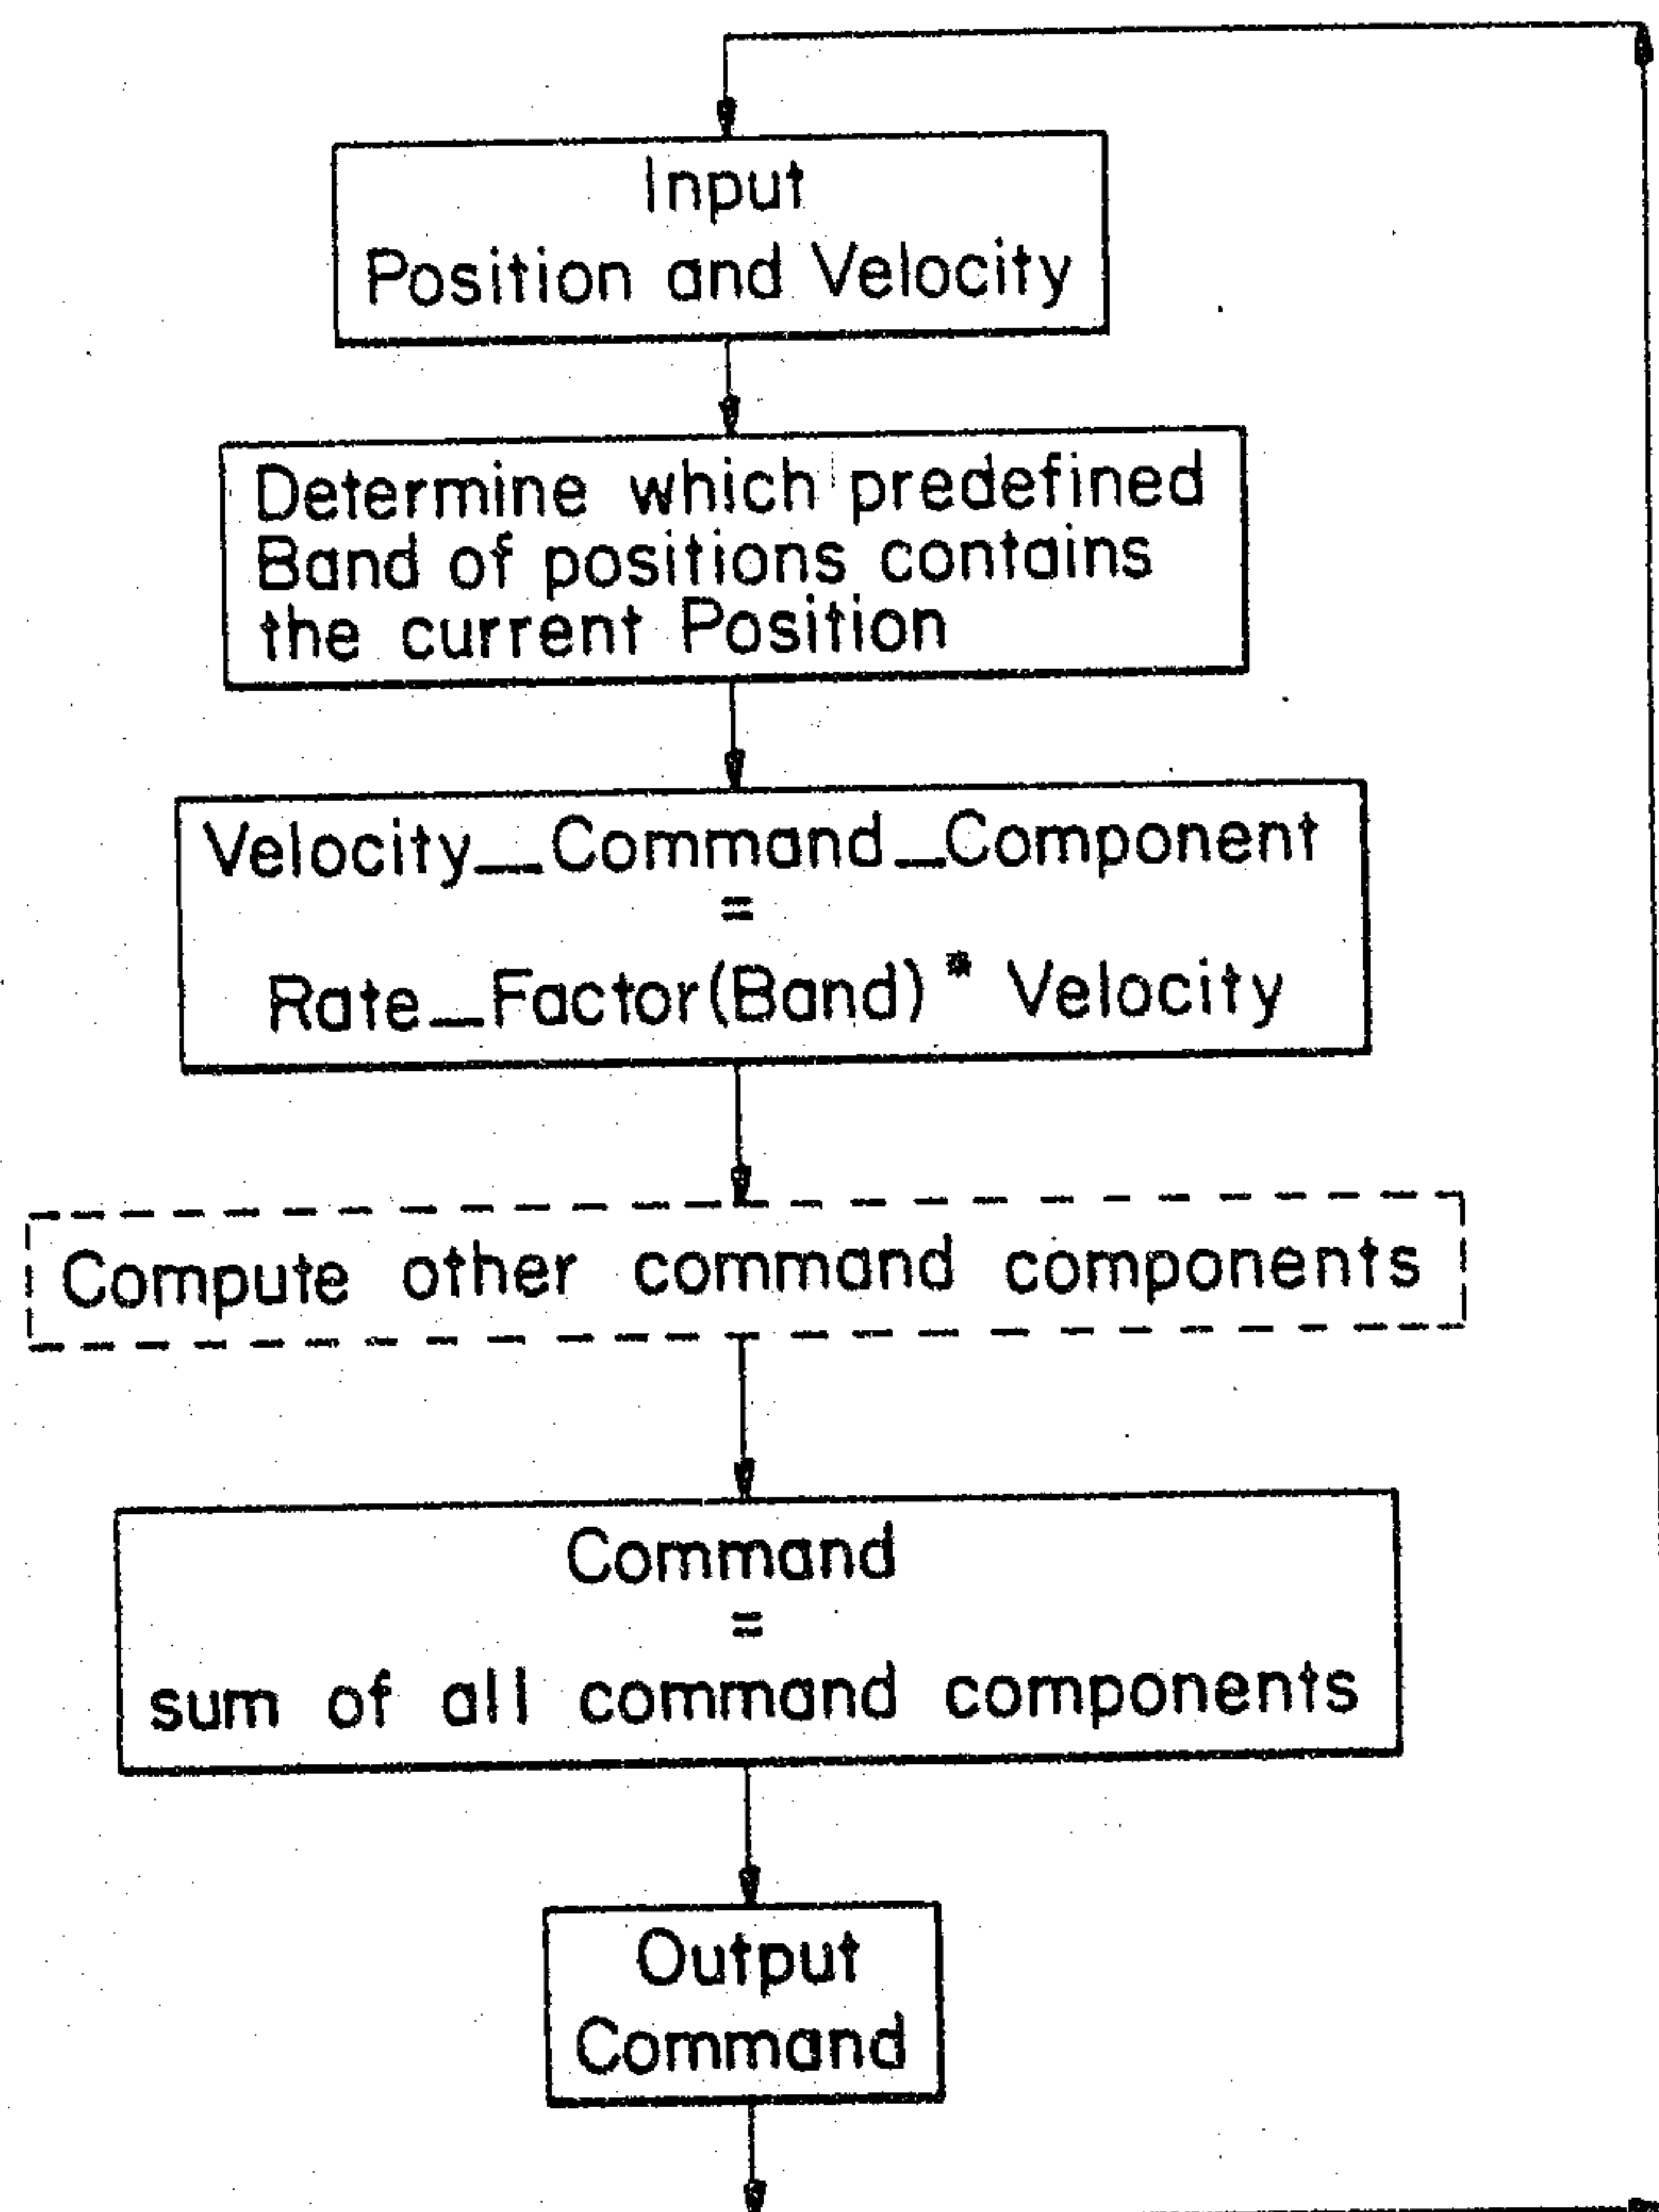 Input
Position and Velocity
Determine which predefined
Band of positions contains
the current Position
Velocity_Command_Component
=
Rate_Factor(Band) * Velocity
Compute other command components
Command
=
sum of all command components
Output
Command